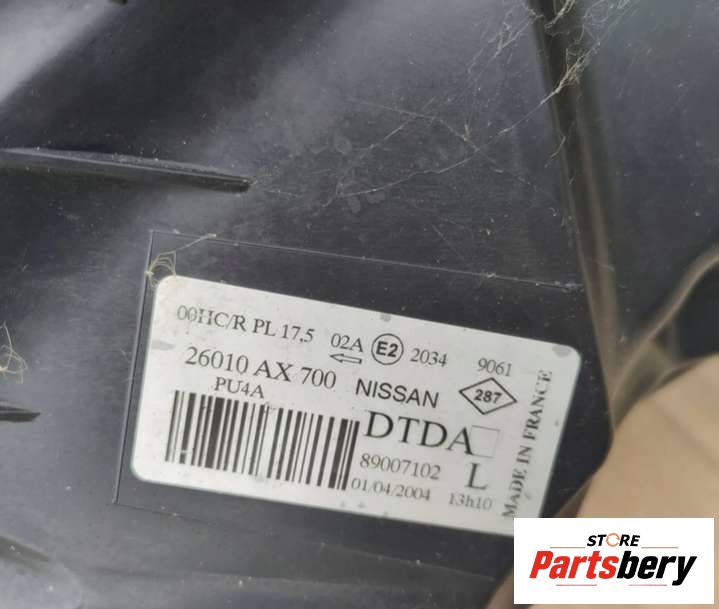 00HC/R PL 17,5 02A E2 2034 9061
26010 AX 700 NISSAN 287
PU4A
DTDA
89007102 L
01/04/2004 13h10
MADE IN FRANCE
STORE
Partsbery